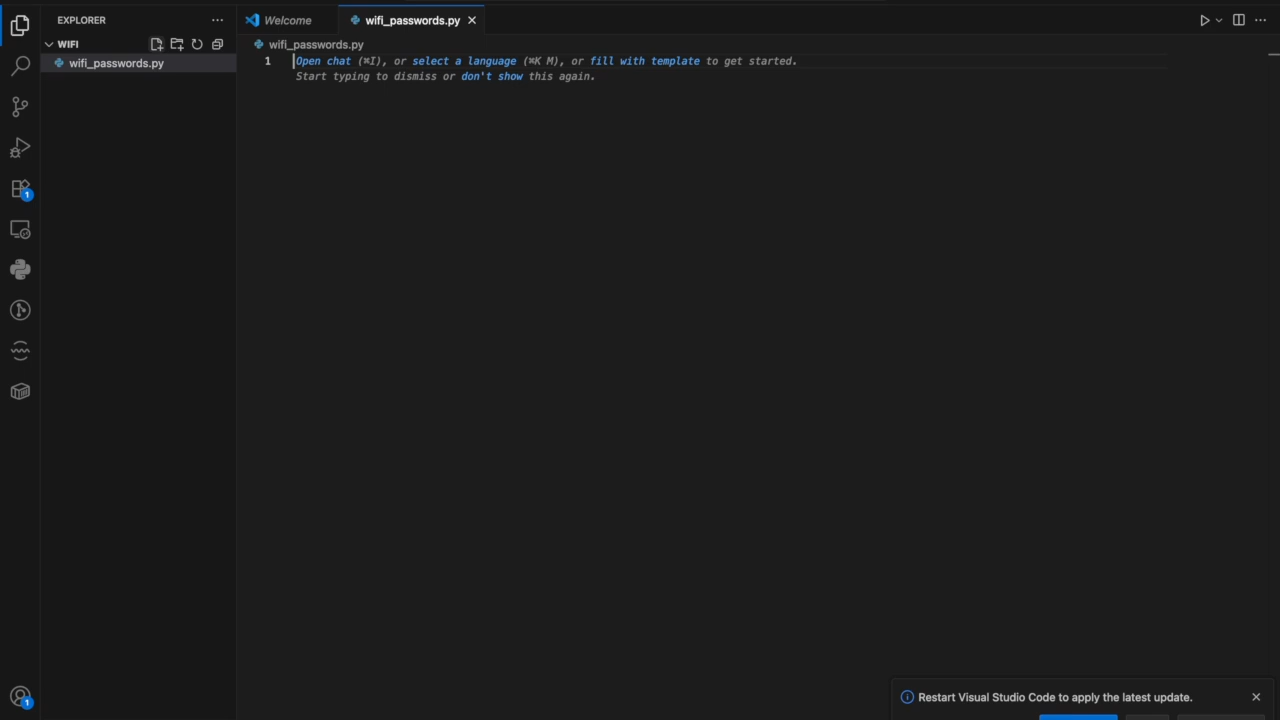 EXPLORER
Welcome
wifi_passwords.py
WIFI
wifi_passwords.py
wifi_passwords.py
1
Open chat (⌘I), or select a language (⌘K M), or fill with template to get started.
Start typing to dismiss or don't show this again.
1
1
Restart Visual Studio Code to apply the latest update.